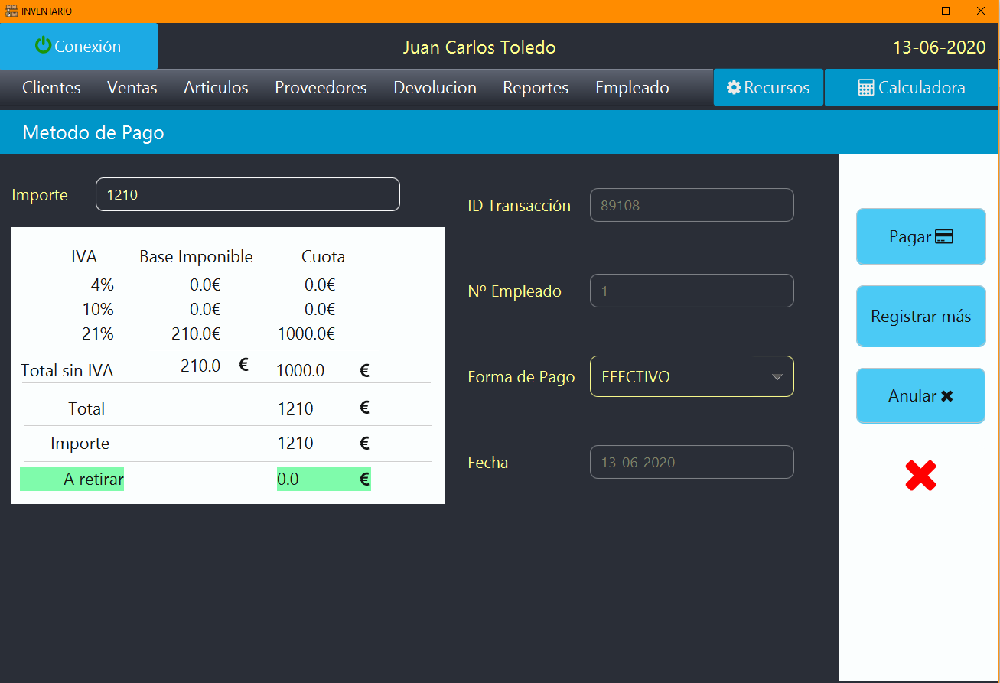 INVENTARIO
Conexión
Juan Carlos Toledo
13-06-2020
Clientes Ventas Articulos Proveedores Devolucion Reportes Empleado Recursos Calculadora
Metodo de Pago
Importe 1210
IVA Base Imponible Cuota
4% 0.0€ 0.0€
10% 0.0€ 0.0€
21% 210.0€ 1000.0€
Total sin IVA 210.0 € 1000.0 €
Total 1210 €
Importe 1210 €
A retirar 0.0 €
ID Transacción 89108
Nº Empleado 1
Forma de Pago EFECTIVO
Fecha 13-06-2020
Pagar
Registrar más
Anular